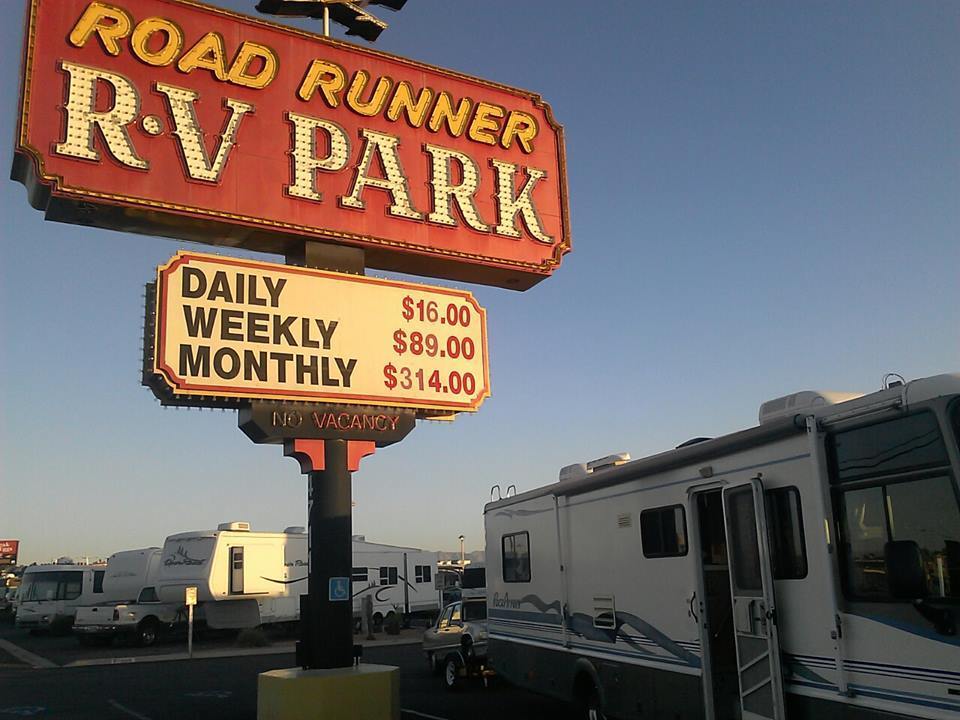 ROAD RUNNER
R·V PARK
DAILY $16.00
WEEKLY $89.00
MONTHLY $314.00
NO VACANCY